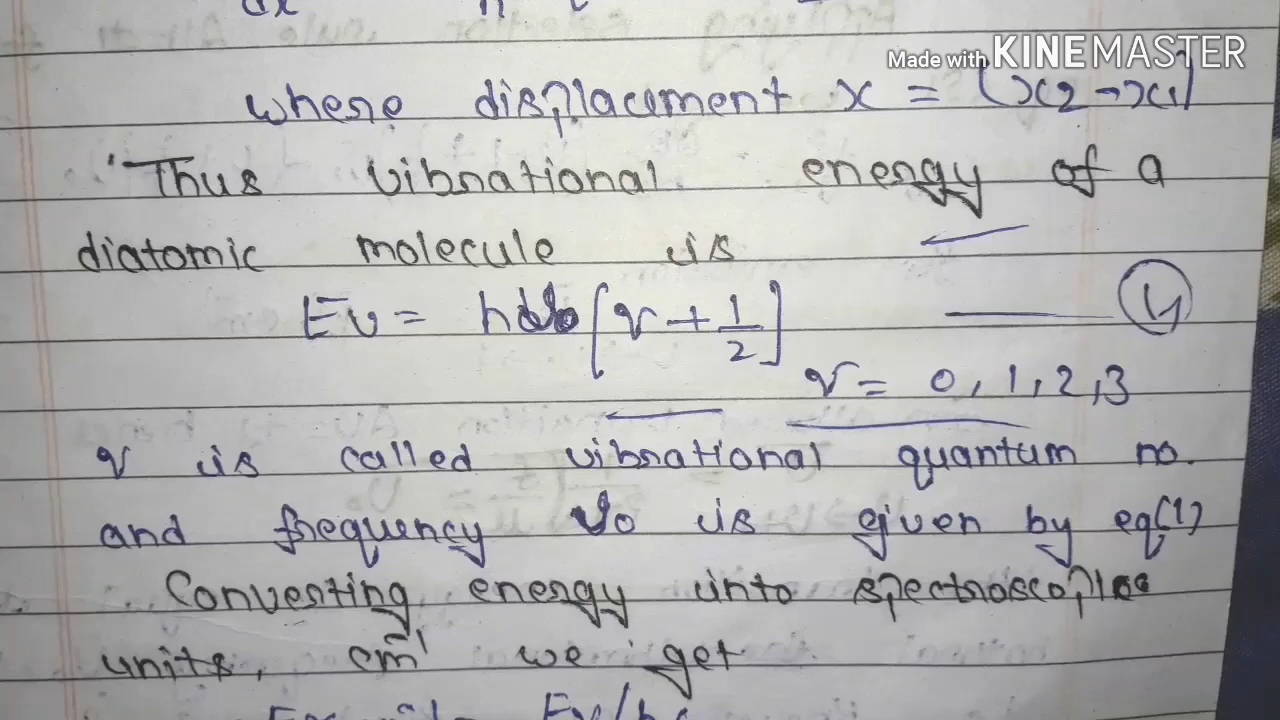 Made with KINEMASTER
where displacement x = (x2-x1)
Thus vibrational energy of a
diatomic molecule is
Ev = hν0 [v + 1/2] — (4)
v = 0, 1, 2, 3
v is called vibrational quantum no.
and frequency ν0 is given by eq(1)
Converting energy into spectroscopic
units, cm⁻¹ we get